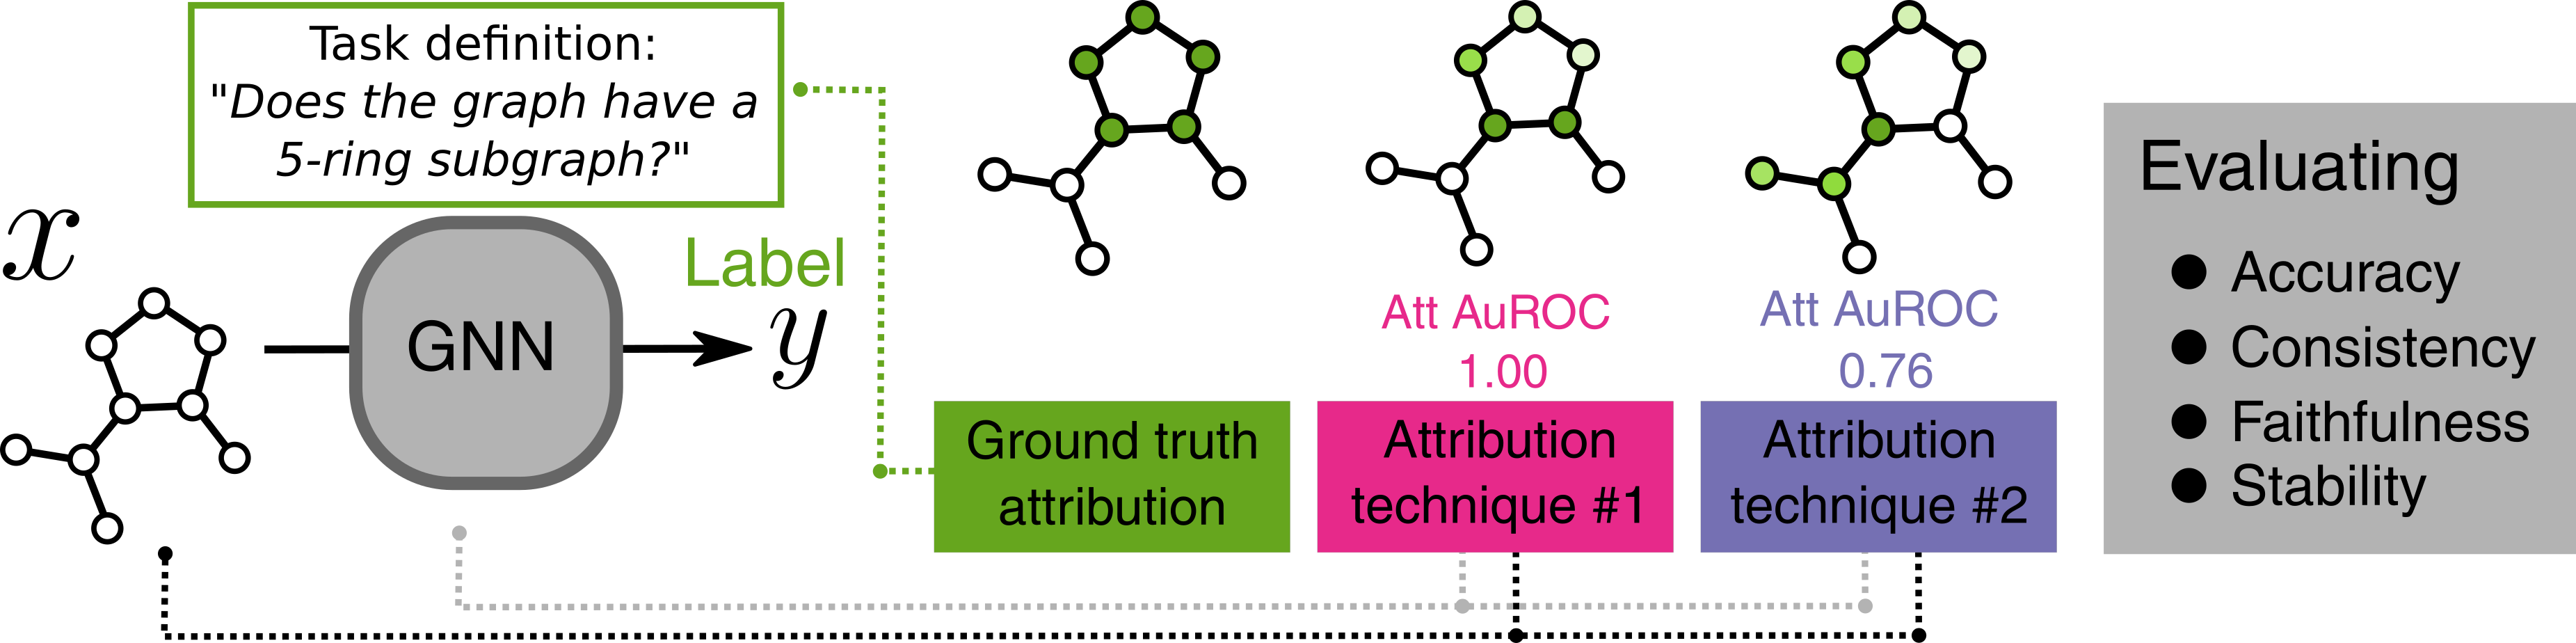 Task definition:
"Does the graph have a
5-ring subgraph?"
x
GNN
Label
y
Att AuROC
1.00
Att AuROC
0.76
Ground truth
attribution
Attribution
technique #1
Attribution
technique #2
Evaluating
● Accuracy
● Consistency
● Faithfulness
● Stability